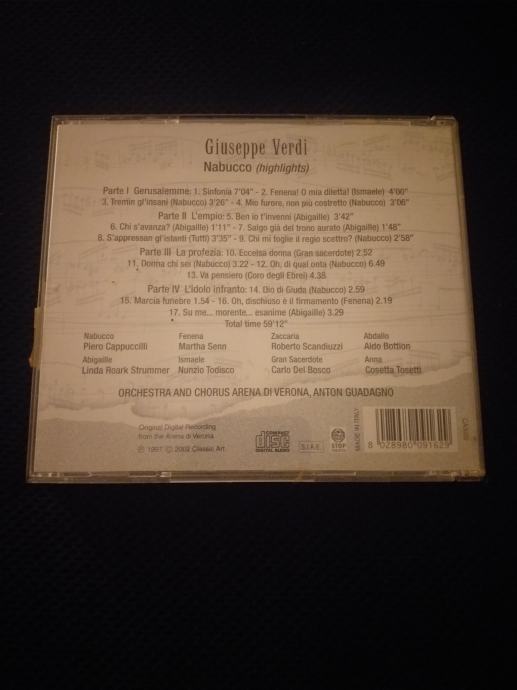 Giuseppe Verdi
Nabucco (highlights)
Parte I Gerusalemme: 1. Sinfonia 7'04" - 2. Fenena! O mia diletta! (Ismaele) 4'00"
3. Tremin gl'insani (Nabucco) 3'26" - 4. Mio furore, non più costretto (Nabucco) 3'06"
Parte II L'empio: 5. Ben io t'invenni (Abigaille) 3'42"
6. Chi s'avanza? (Abigaille) 1'11" - 7. Salgo già del trono aurato (Abigaille) 1'48"
8. S'appressan gl'istanti (Tutti) 3'35" - 9. Chi mi toglie il regio scettro? (Nabucco) 2'58"
Parte III La profezia: 10. Eccelsa donna (Gran sacerdote) 2.52
11. Donna chi sei (Nabucco) 3.22 - 12. Oh, di qual onta (Nabucco) 6.49
13. Va pensiero (Coro degli Ebrei) 4.38
Parte IV L'idolo infranto: 14. Dio di Giuda (Nabucco) 2.59
15. Marcia funebre 1.54 - 16. Oh, dischiuso è il firmamento (Fenena) 2.19
17. Su me... morente... esanime (Abigaille) 3.29
Total time 59'12"
Nabucco Fenena Zaccaria Abdallo
Piero Cappuccilli Martha Senn Roberto Scandiuzzi Aldo Bottion
Abigaille Ismaele Gran Sacerdote Anna
Linda Roark Strummer Nunzio Todisco Carlo Del Bosco Cosetta Tosetti
ORCHESTRA AND CHORUS ARENA DI VERONA, ANTON GUADAGNO
Original Digital Recording
from the Arena di Verona
℗ 1997 © 2002 Classic Art
COMPACT
disc
DIGITAL AUDIO
S.I.A.E.
STOP
MADE IN ITALY
8 028980 091629